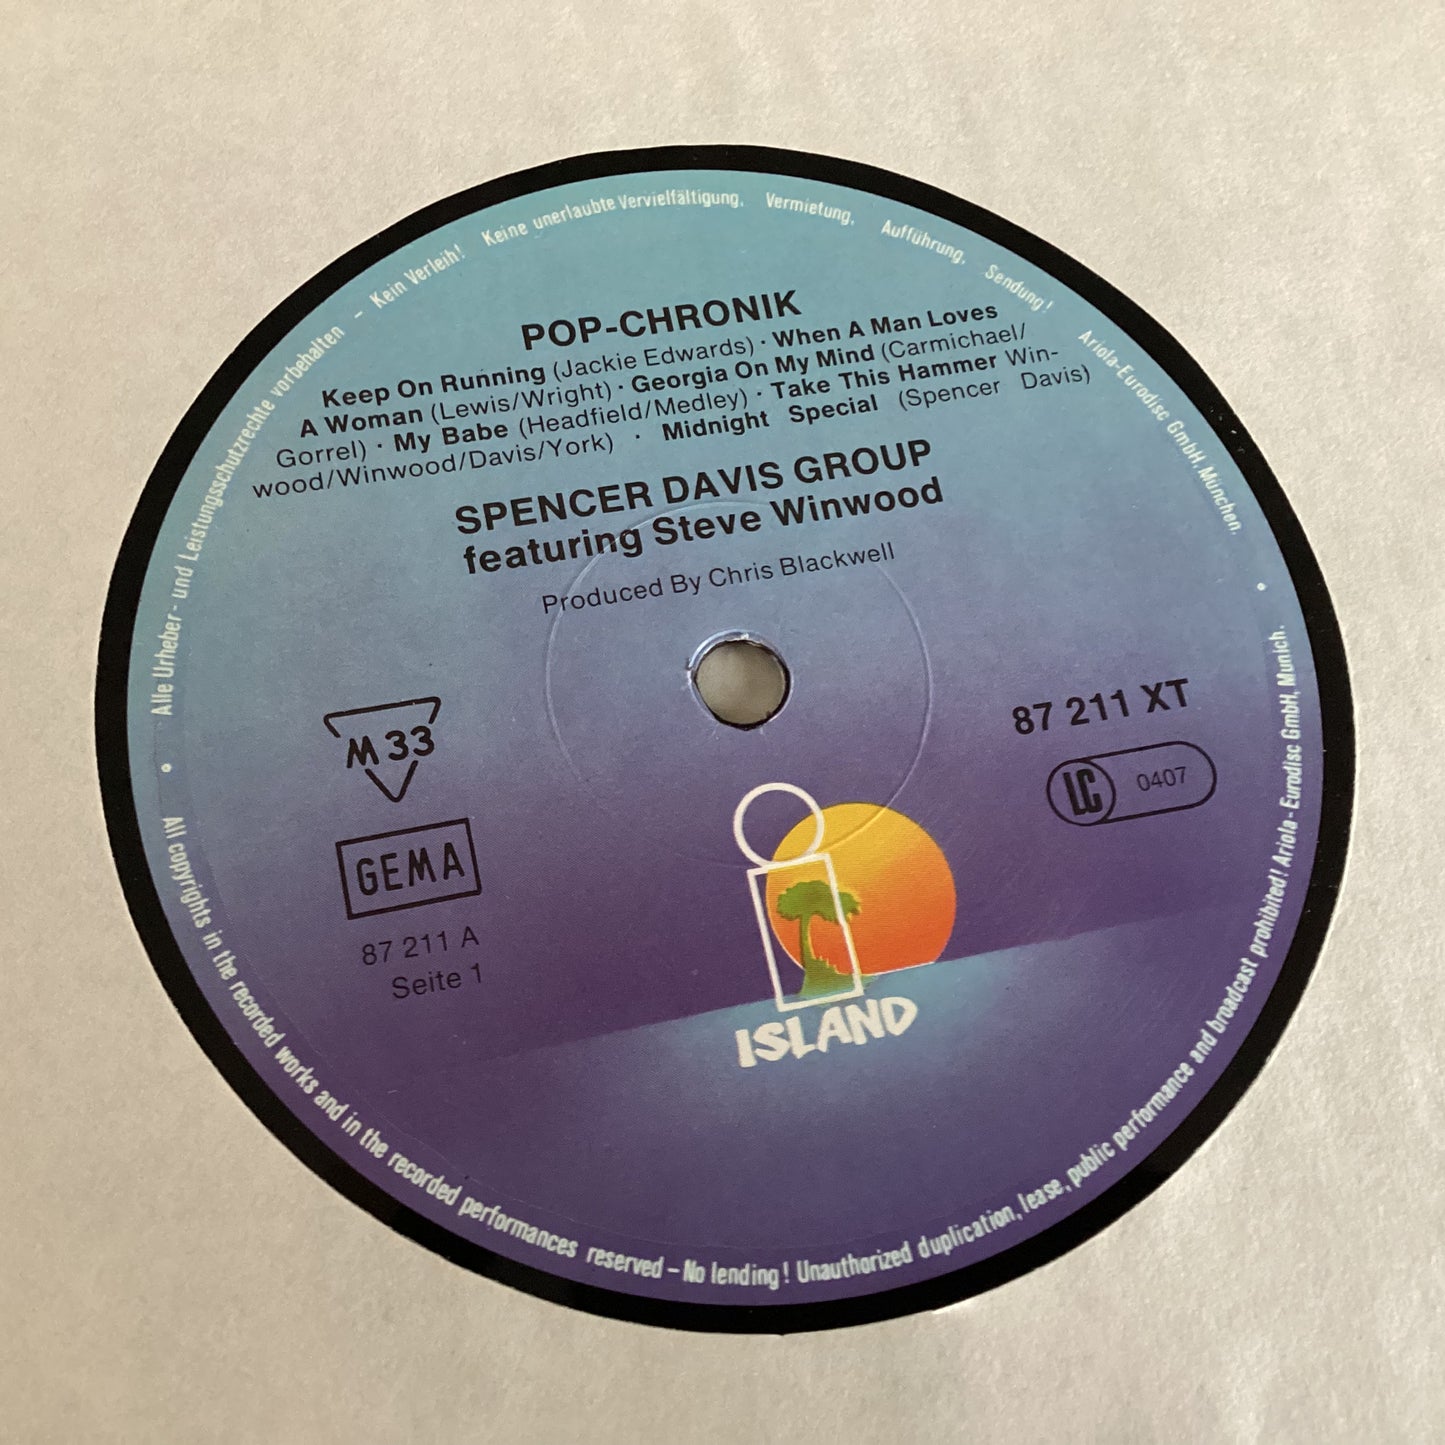 Alle Urheber- und Leistungsschutzrechte vorbehalten – Kein Verleih! Keine unerlaubte Vervielfältigung, Vermietung, Aufführung, Sendung! Ariola-Eurodisc GmbH, München.
POP-CHRONIK
Keep On Running (Jackie Edwards) · When A Man Loves
A Woman (Lewis/Wright) · Georgia On My Mind (Carmichael/
Gorrel) · My Babe (Headfield/Medley) · Take This Hammer Win-
wood/Winwood/Davis/York) · Midnight Special (Spencer Davis)
SPENCER DAVIS GROUP
featuring Steve Winwood
Produced By Chris Blackwell
M 33
GEMA
87 211 A
Seite 1
87 211 XT
LC 0407
ISLAND
All copyrights in the recorded works and in the recorded performances reserved – No lending! Unauthorized duplication, lease, public performance and broadcast prohibited! Ariola-Eurodisc GmbH, Munich.